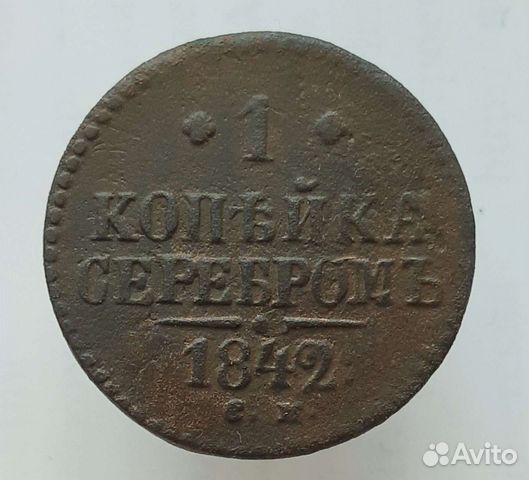 1
КОПѢЙКА
СЕРЕБРОМЪ
1842.
С. М.
Avito